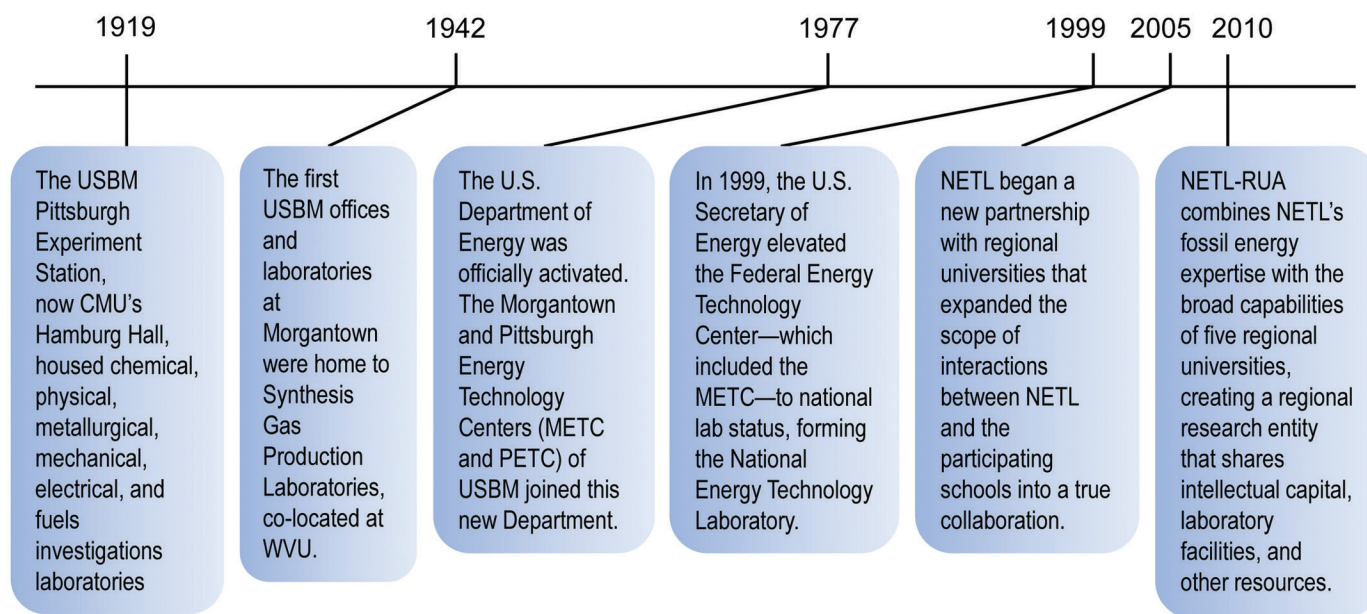 1919
1942
1977
1999
2005
2010
The USBM
Pittsburgh
Experiment
Station,
now CMU’s
Hamburg Hall,
housed chemical,
physical,
metallurgical,
mechanical,
electrical, and
fuels
investigations
laboratories
The first
USBM offices
and
laboratories
at
Morgantown
were home to
Synthesis
Gas
Production
Laboratories,
co-located at
WVU.
The U.S.
Department of
Energy was
officially activated.
The Morgantown
and Pittsburgh
Energy
Technology
Centers (METC
and PETC) of
USBM joined this
new Department.
In 1999, the U.S.
Secretary of
Energy elevated
the Federal Energy
Technology
Center—which
included the
METC—to national
lab status, forming
the National
Energy Technology
Laboratory.
NETL began a
new partnership
with regional
universities that
expanded the
scope of
interactions
between NETL
and the
participating
schools into a true
collaboration.
NETL-RUA
combines NETL’s
fossil energy
expertise with the
broad capabilities
of five regional
universities,
creating a regional
research entity
that shares
intellectual capital,
laboratory
facilities, and
other resources.